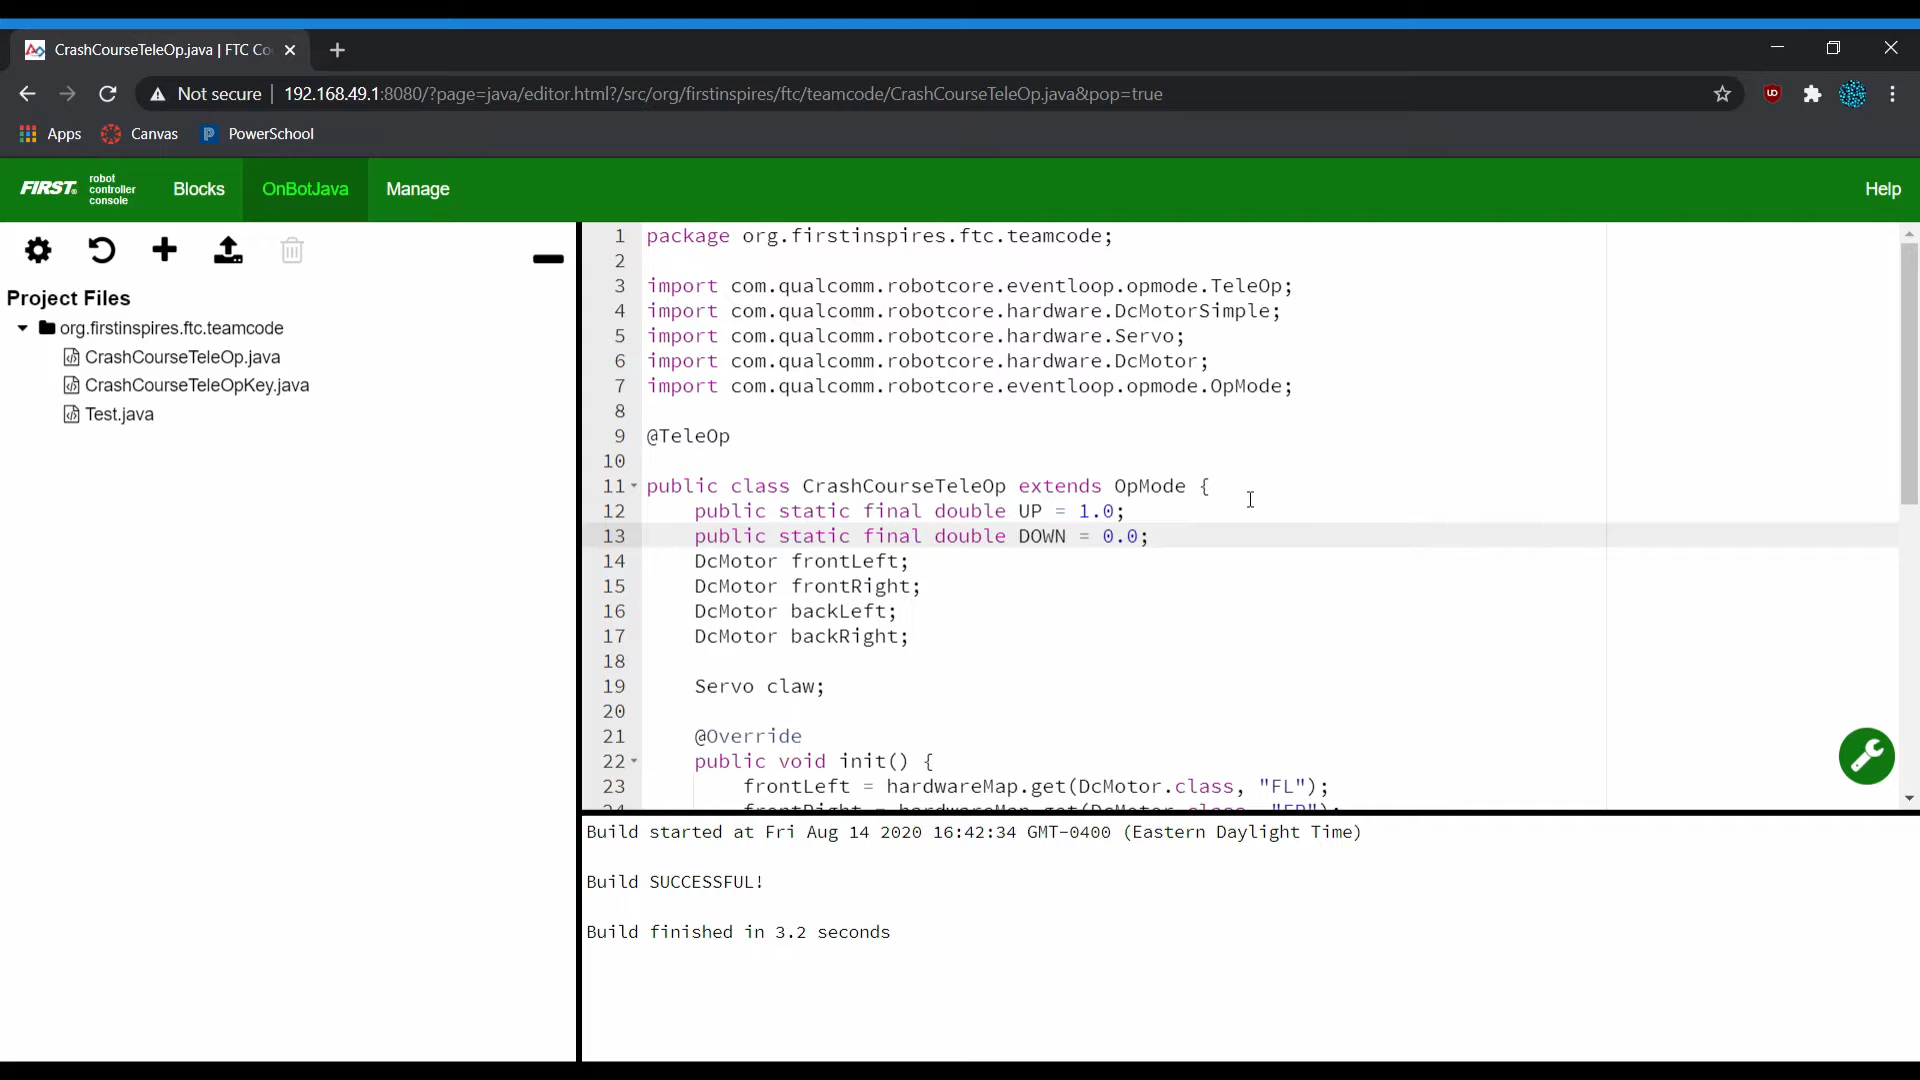 CrashCourseTeleOp.java | FTC Co
Not secure | 192.168.49.1:8080/?page=java/editor.html?/src/org/firstinspires/ftc/teamcode/CrashCourseTeleOp.java&pop=true
Apps Canvas PowerSchool
FIRST robot controller console Blocks OnBotJava Manage Help
Project Files
org.firstinspires.ftc.teamcode
CrashCourseTeleOp.java
CrashCourseTeleOpKey.java
Test.java
1 package org.firstinspires.ftc.teamcode;
2
3 import com.qualcomm.robotcore.eventloop.opmode.TeleOp;
4 import com.qualcomm.robotcore.hardware.DcMotorSimple;
5 import com.qualcomm.robotcore.hardware.Servo;
6 import com.qualcomm.robotcore.hardware.DcMotor;
7 import com.qualcomm.robotcore.eventloop.opmode.OpMode;
8
9 @TeleOp
10
11 public class CrashCourseTeleOp extends OpMode {
12 public static final double UP = 1.0;
13 public static final double DOWN = 0.0;
14 DcMotor frontLeft;
15 DcMotor frontRight;
16 DcMotor backLeft;
17 DcMotor backRight;
18
19 Servo claw;
20
21 @Override
22 public void init() {
23 frontLeft = hardwareMap.get(DcMotor.class, "FL");
24 frontRight = hardwareMap.get(DcMotor.class, "FR");
Build started at Fri Aug 14 2020 16:42:34 GMT-0400 (Eastern Daylight Time)
Build SUCCESSFUL!
Build finished in 3.2 seconds